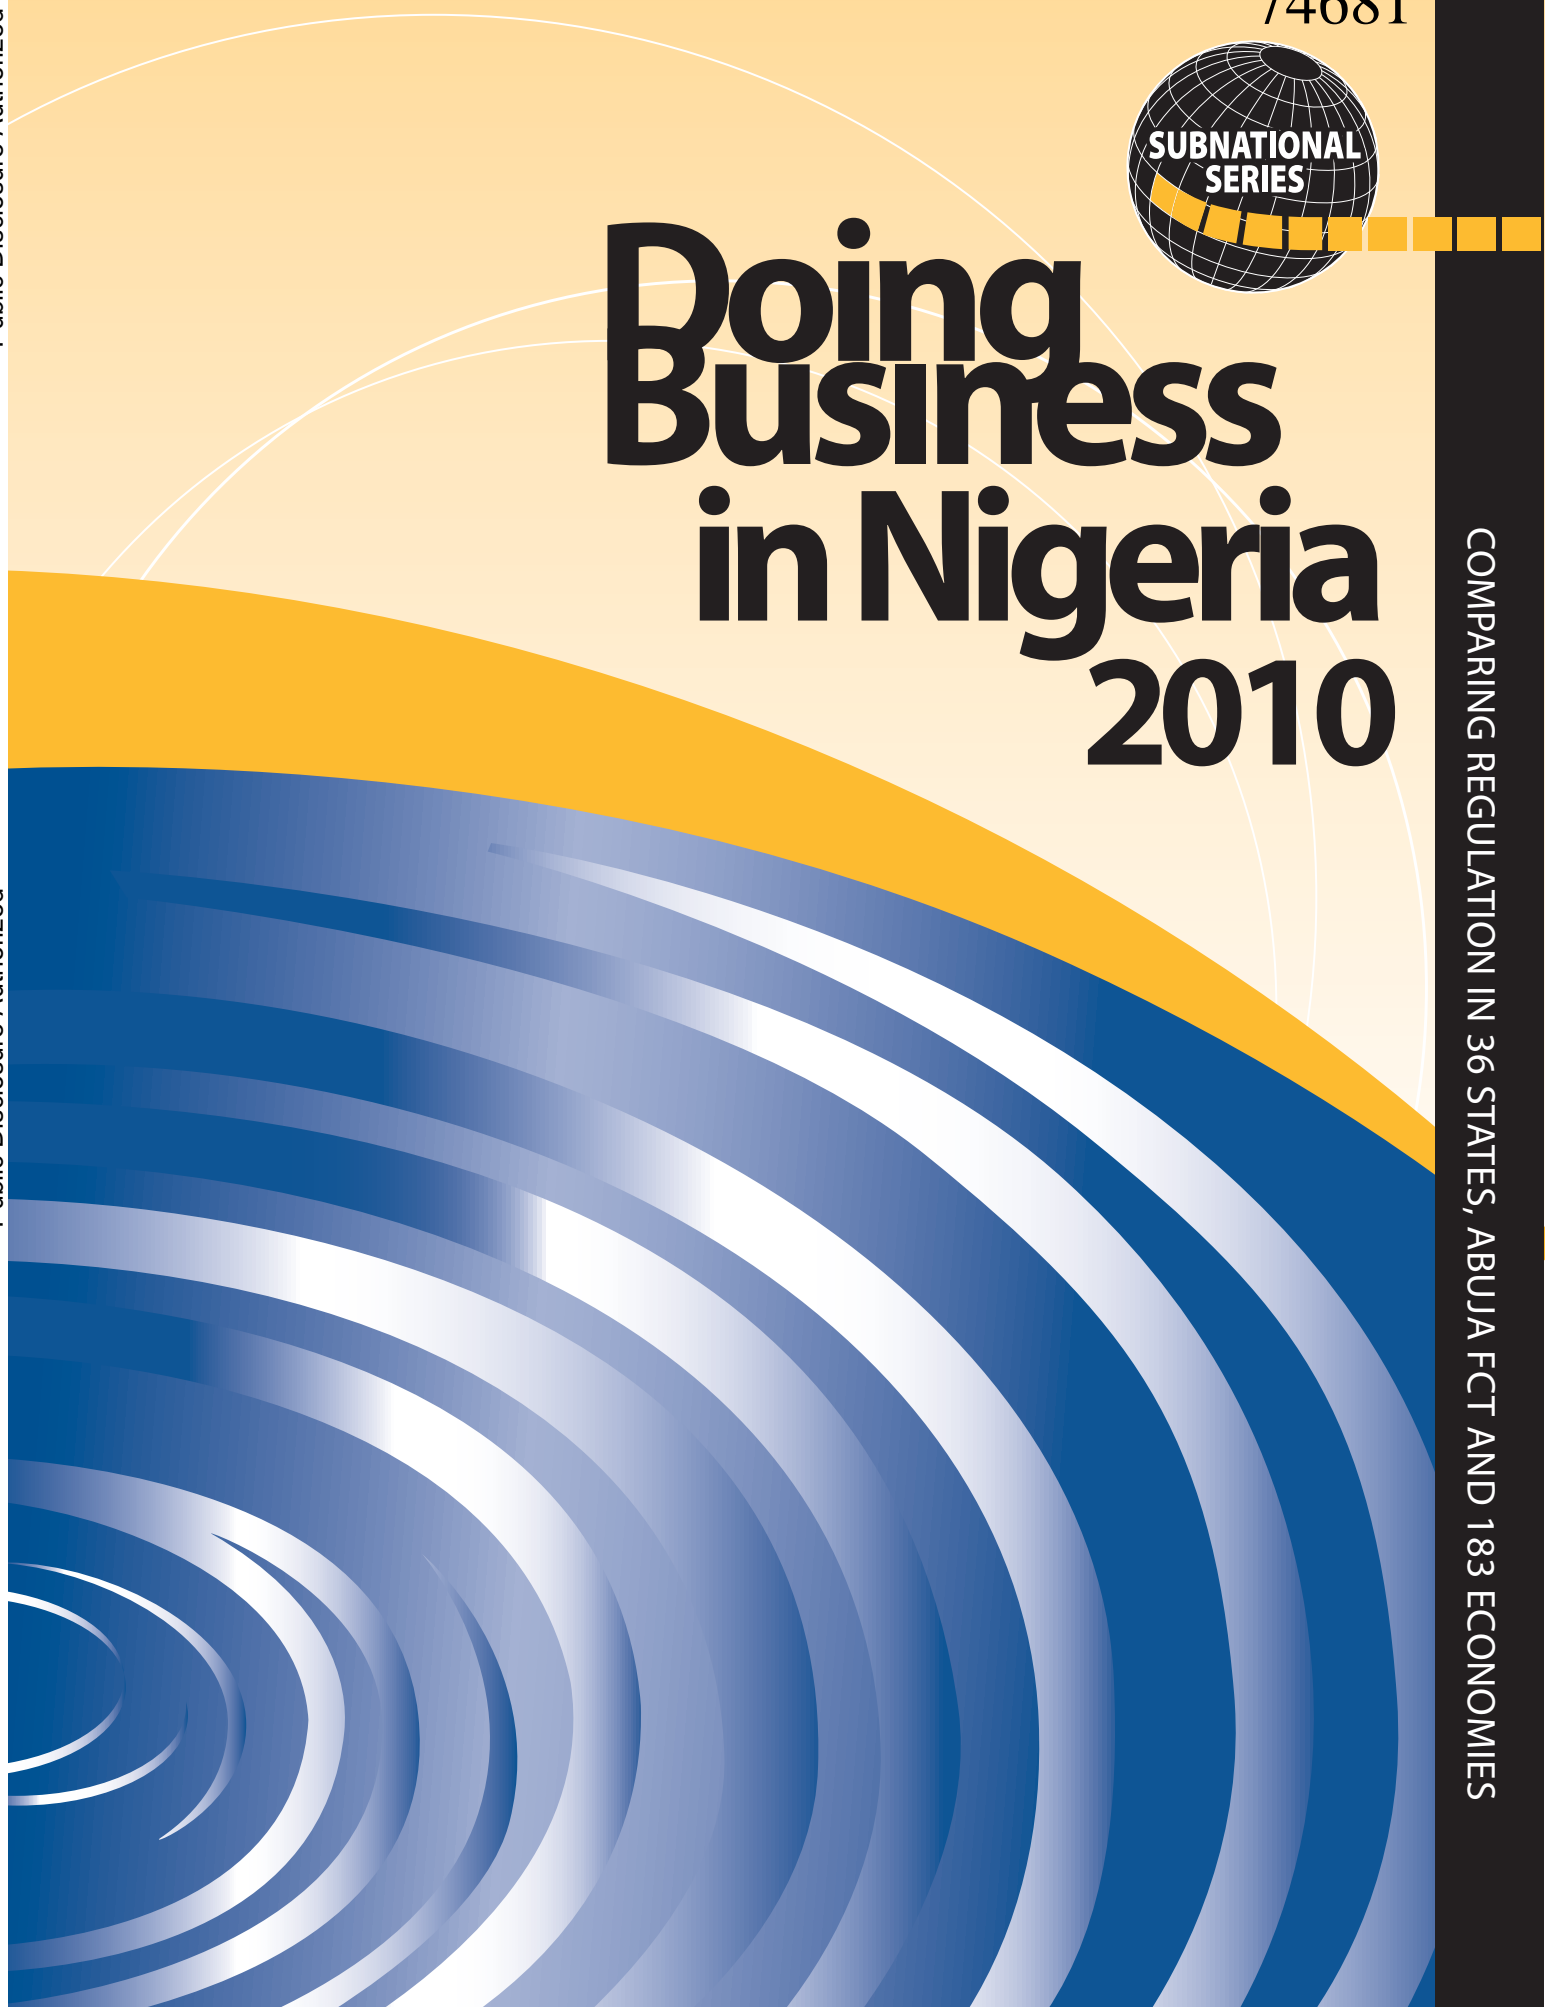 74681
SUBNATIONAL
SERIES
Doing
Business
in Nigeria
2010
COMPARING REGULATION IN 36 STATES, ABUJA FCT AND 183 ECONOMIES